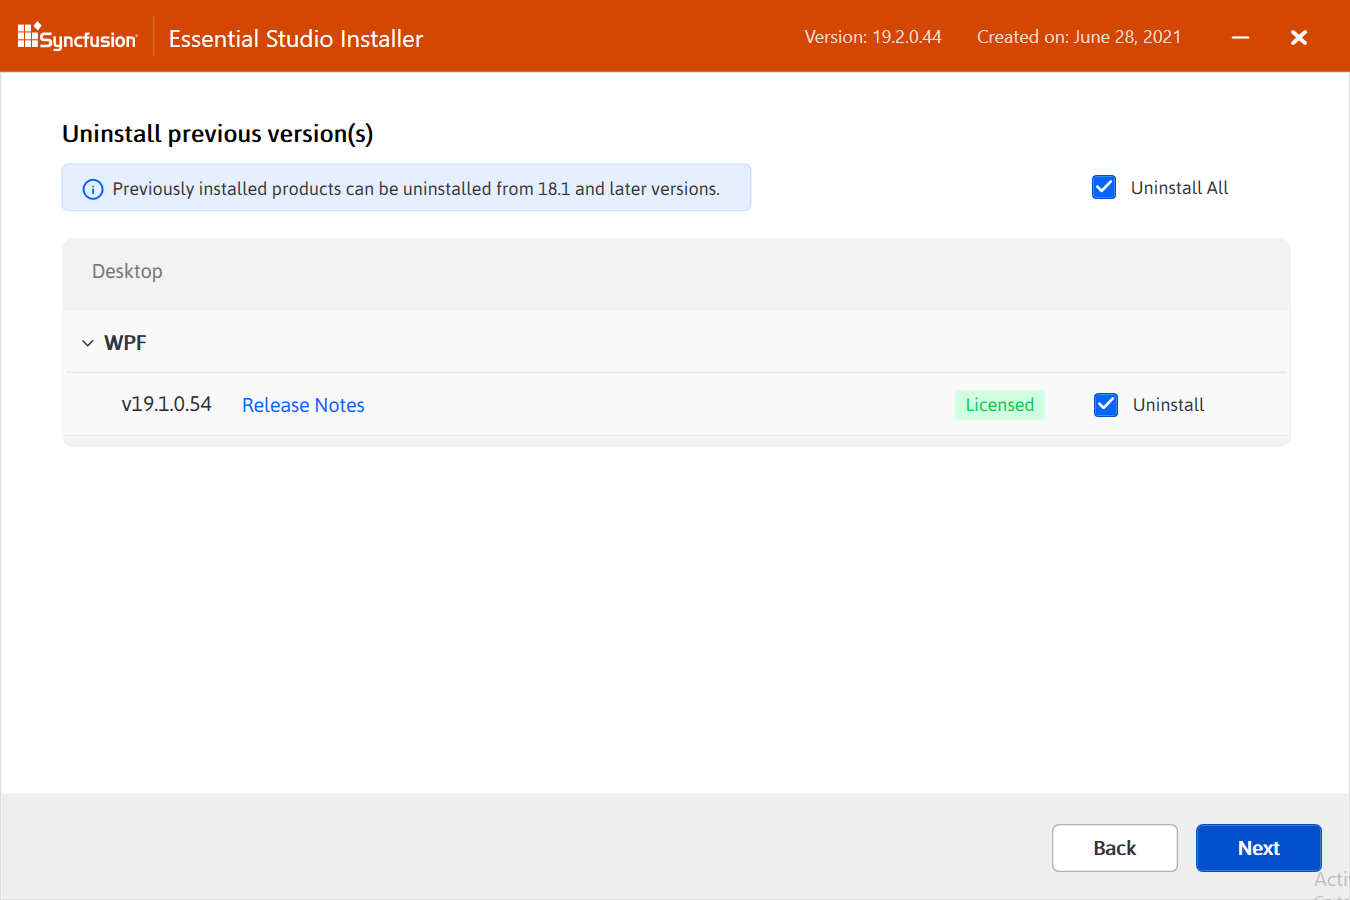 Syncfusion
Essential Studio Installer
Version: 19.2.0.44
Created on: June 28, 2021
Uninstall previous version(s)
Previously installed products can be uninstalled from 18.1 and later versions.
Uninstall All
Desktop
WPF
v19.1.0.54 Release Notes Licensed Uninstall
Back
Next
Acti